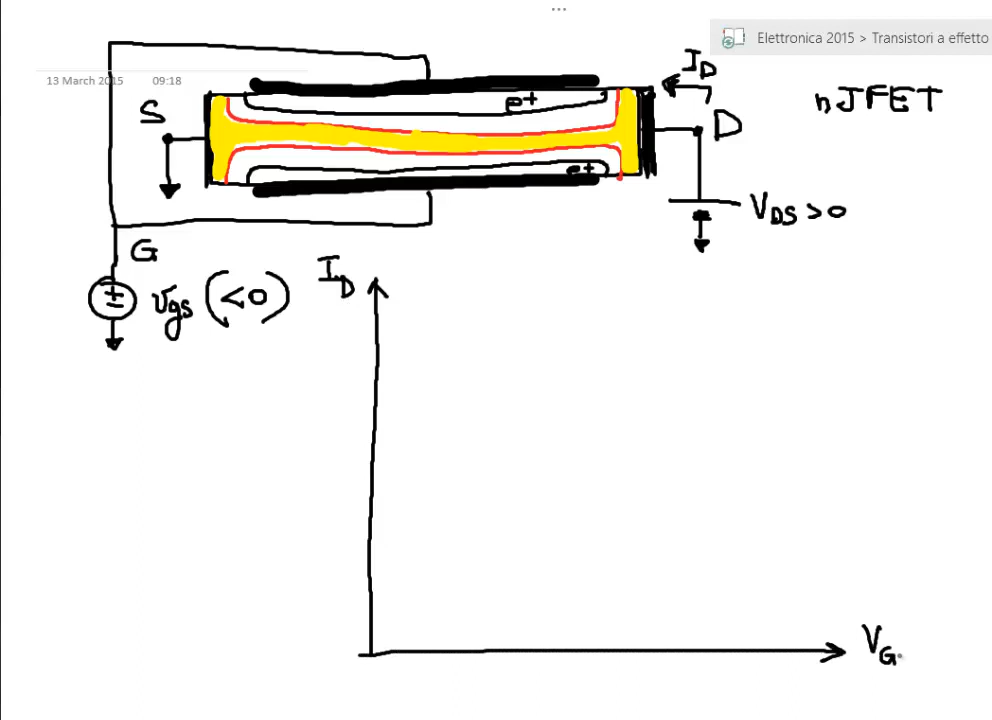 ...
Elettronica 2015 > Transistori a effetto
13 March 2015 09:18
I_D
nJFET
S
p+
D
p+
V_DS > 0
G
v_gs (<0)
I_D
V_G